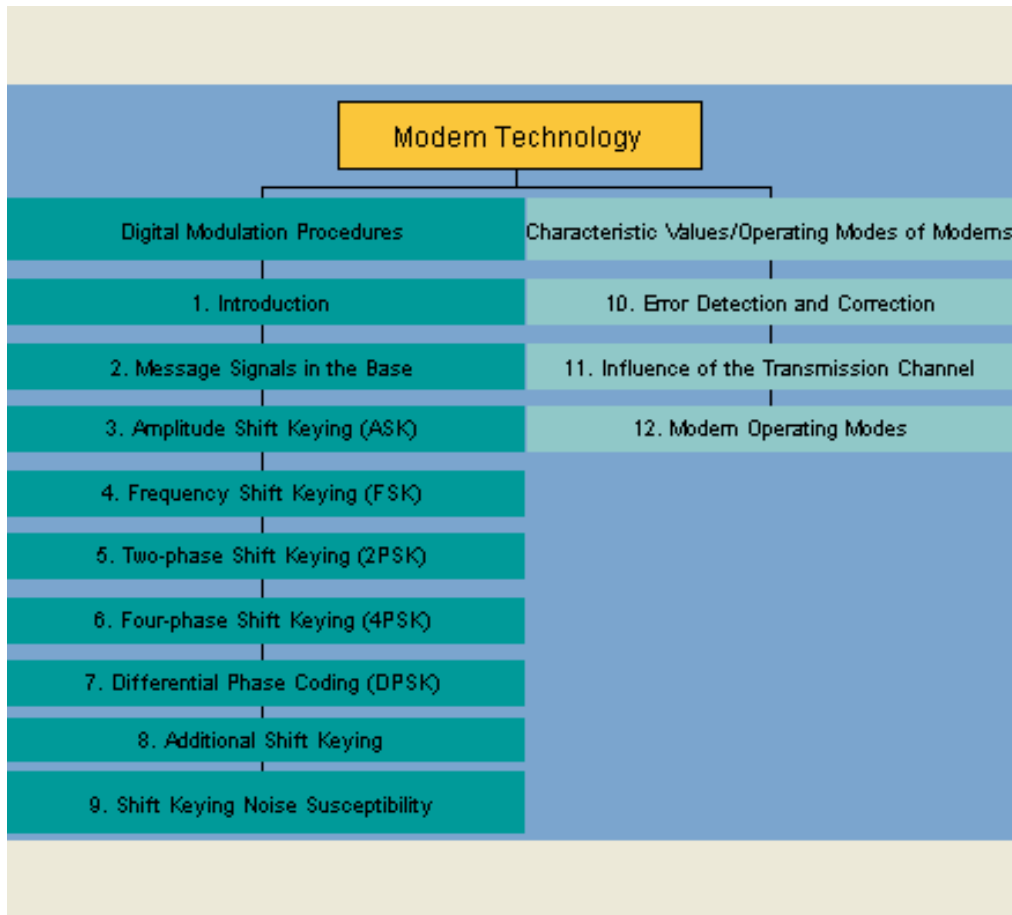 Modem Technology
Digital Modulation Procedures
Characteristic Values/Operating Modes of Modems
1. Introduction
2. Message Signals in the Base
3. Amplitude Shift Keying (ASK)
4. Frequency Shift Keying (FSK)
5. Two-phase Shift Keying (2PSK)
6. Four-phase Shift Keying (4PSK)
7. Differential Phase Coding (DPSK)
8. Additional Shift Keying
9. Shift Keying Noise Susceptibility
10. Error Detection and Correction
11. Influence of the Transmission Channel
12. Modem Operating Modes